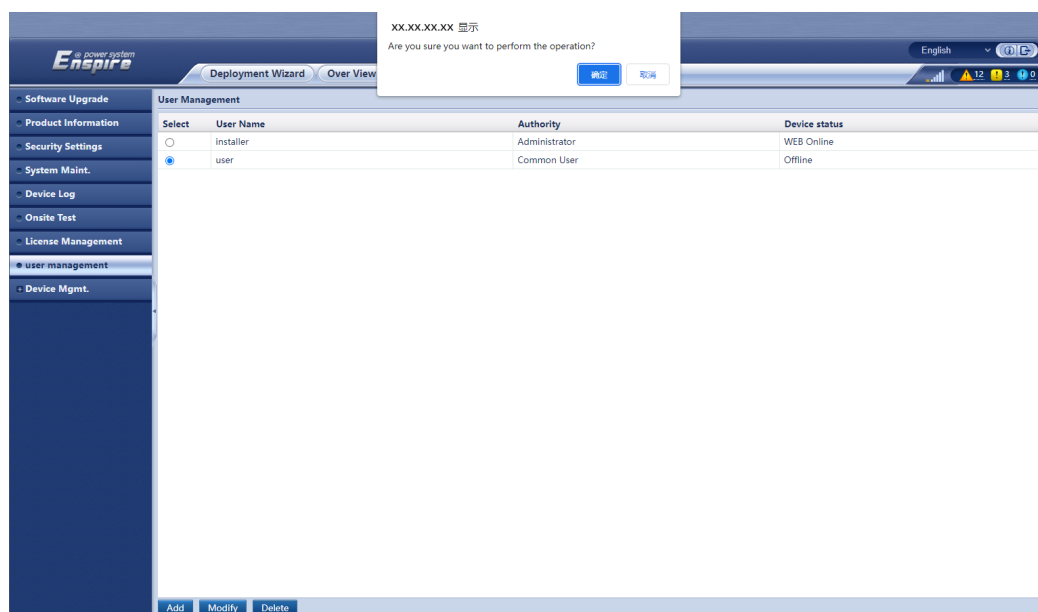 XX.XX.XX.XX 显示
Are you sure you want to perform the operation?
确定 取消
Enspire
e power system
English
Deployment Wizard Over View
12 3 0
Software Upgrade
Product Information
Security Settings
System Maint.
Device Log
Onsite Test
License Management
user management
Device Mgmt.
User Management
Select User Name Authority Device status
installer Administrator WEB Online
user Common User Offline
Add Modify Delete